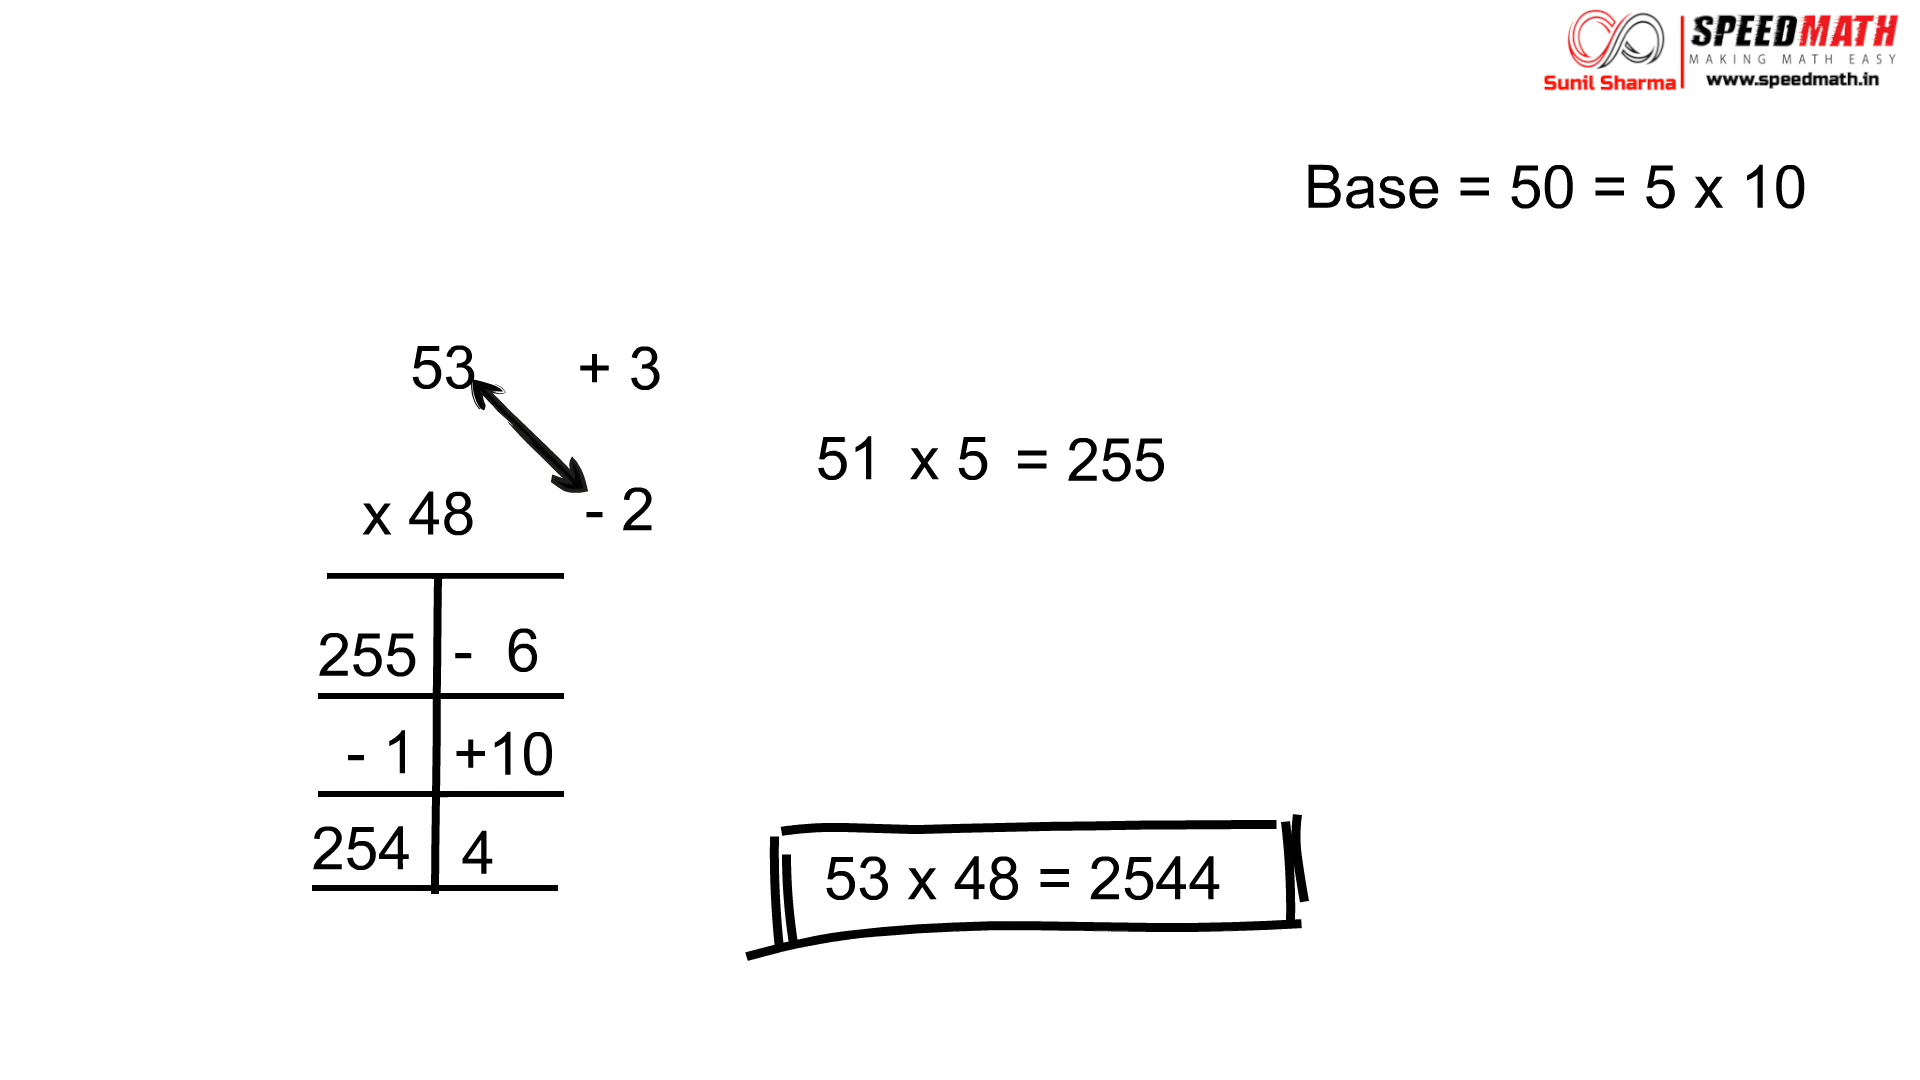 SPEEDMATH
MAKING MATH EASY
Sunil Sharma
www.speedmath.in
Base = 50 = 5 x 10
53 + 3
51 x 5 = 255
x 48 - 2
255 - 6
- 1 +10
254 4
53 x 48 = 2544